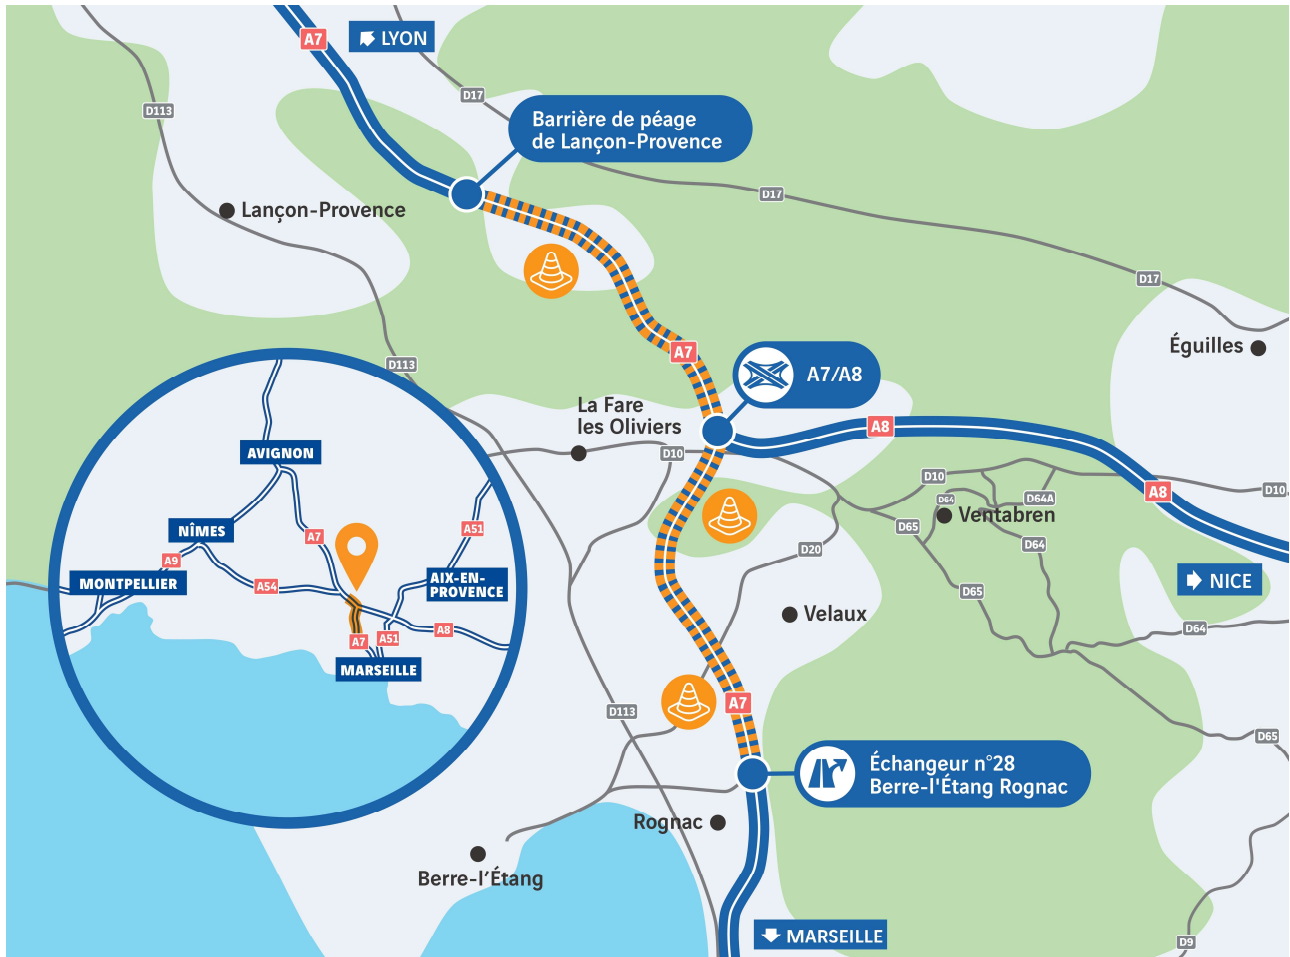 A7
LYON
D17
D113
Barrière de péage
de Lançon-Provence
D17
Lançon-Provence
D17
Éguilles
A7
D113
A7/A8
La Fare
les Oliviers
A8
D10
AVIGNON
D10
D10
A8
D64
D64A
Ventabren
D65
NÎMES
A7
A51
D64
D20
A9
MONTPELLIER
A54
AIX-EN-
PROVENCE
NICE
D65
Velaux
A7
A51
A8
D64
MARSEILLE
A7
D113
D65
Échangeur n°28
Berre-l'Étang Rognac
Rognac
Berre-l'Étang
MARSEILLE
D9